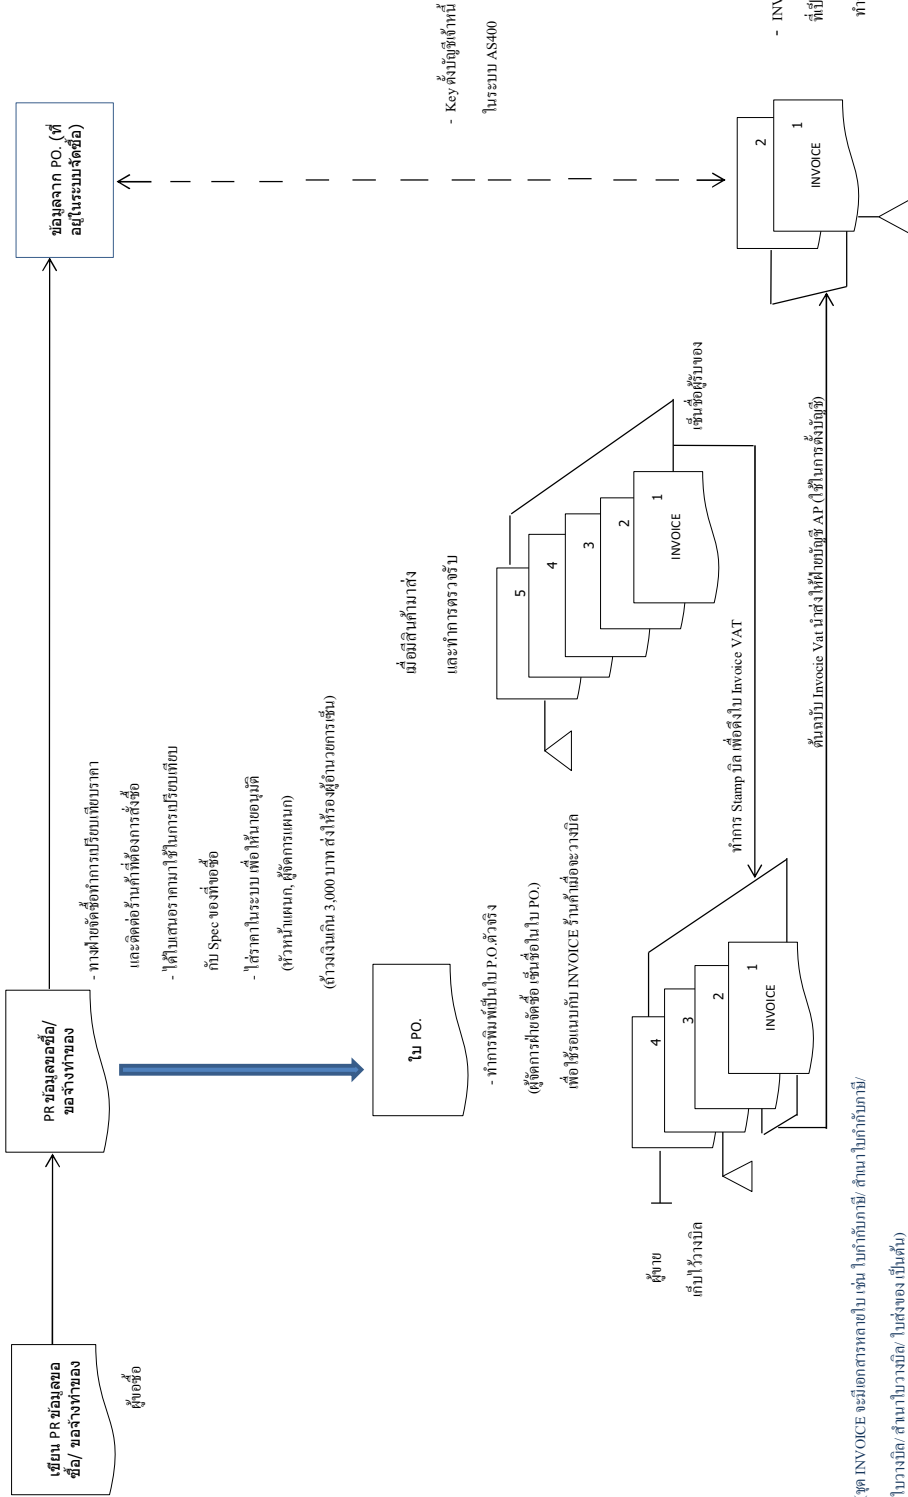 เขียน PR ข้อมูลขอ
ซื้อ/ ขอจ้างทำของ
ผู้ขอซื้อ
PR ข้อมูลขอซื้อ/
ขอจ้างทำของ
ข้อมูลจาก PO. (ที่
อยู่ในระบบจัดซื้อ)
- ทางฝ่ายจัดซื้อทำการเปรียบเทียบราคา
และติดต่อร้านค้าที่ต้องการสั่งซื้อ
- ได้ใบเสนอราคามาใช้ในการเปรียบเทียบ
กับ Spec ของที่ขอซื้อ
- ใส่ราคาในระบบ เพื่อให้นายอนุมัติ
(หัวหน้าแผนก, ผู้จัดการแผนก)
(ถ้าวงเงินเกิน 3,000 บาท ส่งให้รองผู้อำนวยการเซ็น)
ใบ PO.
- ทำการพิมพ์เป็นใบ P.O.ตัวจริง
(ผู้จัดการฝ่ายจัดซื้อ เซ็นชื่อในใบ PO.)
เพื่อใช้รอแนบกับ INVOICE ร้านค้าเมื่อจะวางบิล
เมื่อมีสินค้ามาส่ง
และทำการตรวจรับ
5
4
3
2
1
INVOICE
เซ็นชื่อผู้รับของ
- Key ตั้งบัญชีเจ้าหนี้
ในระบบ AS400
ทำการ Stamp บิล เพื่อดึงใบ Invoice VAT
4
3
2
1
INVOICE
ผู้ขาย
เก็บไว้วางบิล
ต้นฉบับ Invocie Vat นำส่งให้ฝ่ายบัญชี AP (ใช้ในการตั้งบัญชี)
2
1
INVOICE
- INV
ที่เป็
ทำ
ชุด INVOICE จะมีเอกสารหลายใบ เช่น ใบกำกับภาษี/ สำเนาใบกำกับภาษี/
ใบวางบิล/ สำเนาใบวางบิล/ ใบส่งของ เป็นต้น)